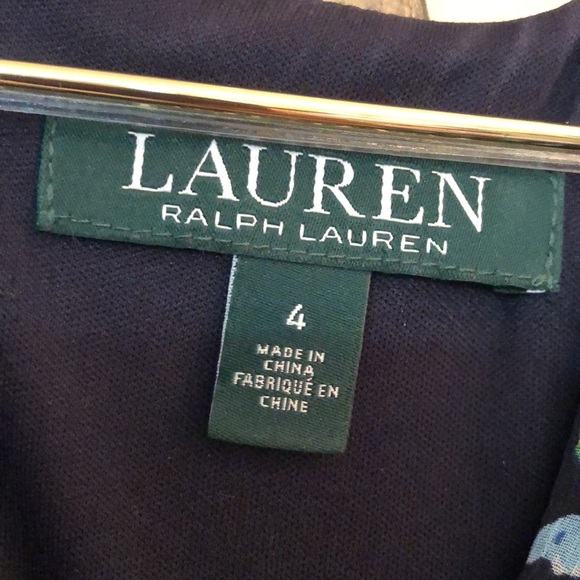 LAUREN
RALPH LAUREN
4
MADE IN
CHINA
FABRIQUÉ EN
CHINE